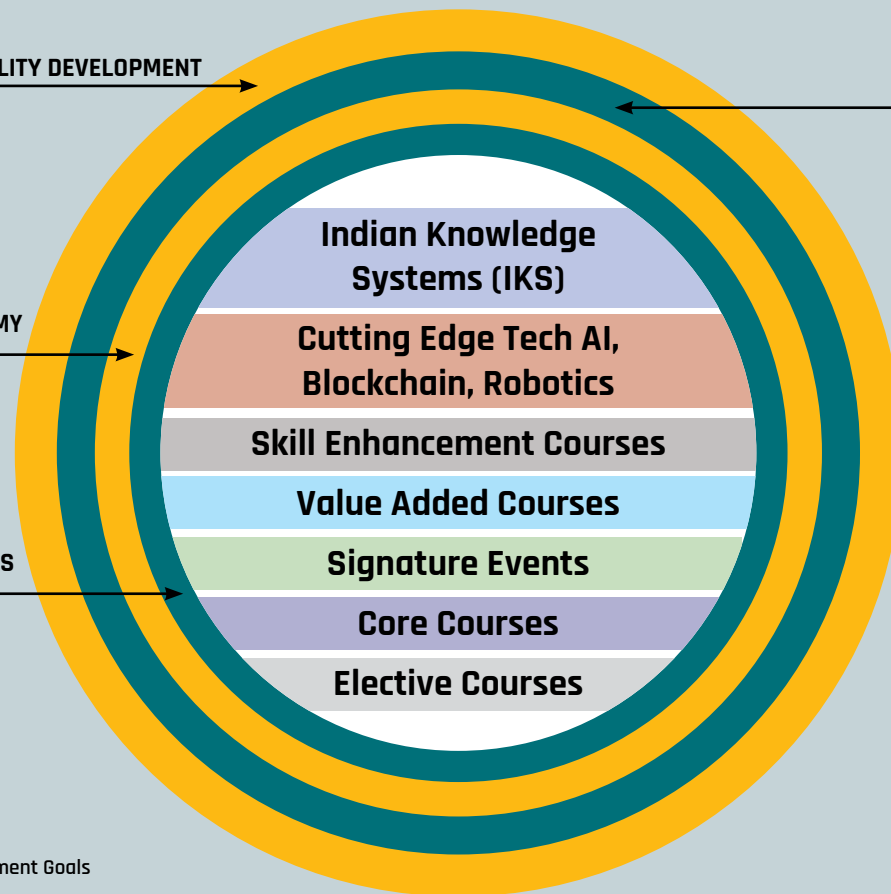 LITY DEVELOPMENT
Indian Knowledge
Systems (IKS)
MY
Cutting Edge Tech AI,
Blockchain, Robotics
Skill Enhancement Courses
Value Added Courses
S
Signature Events
Core Courses
Elective Courses
ment Goals